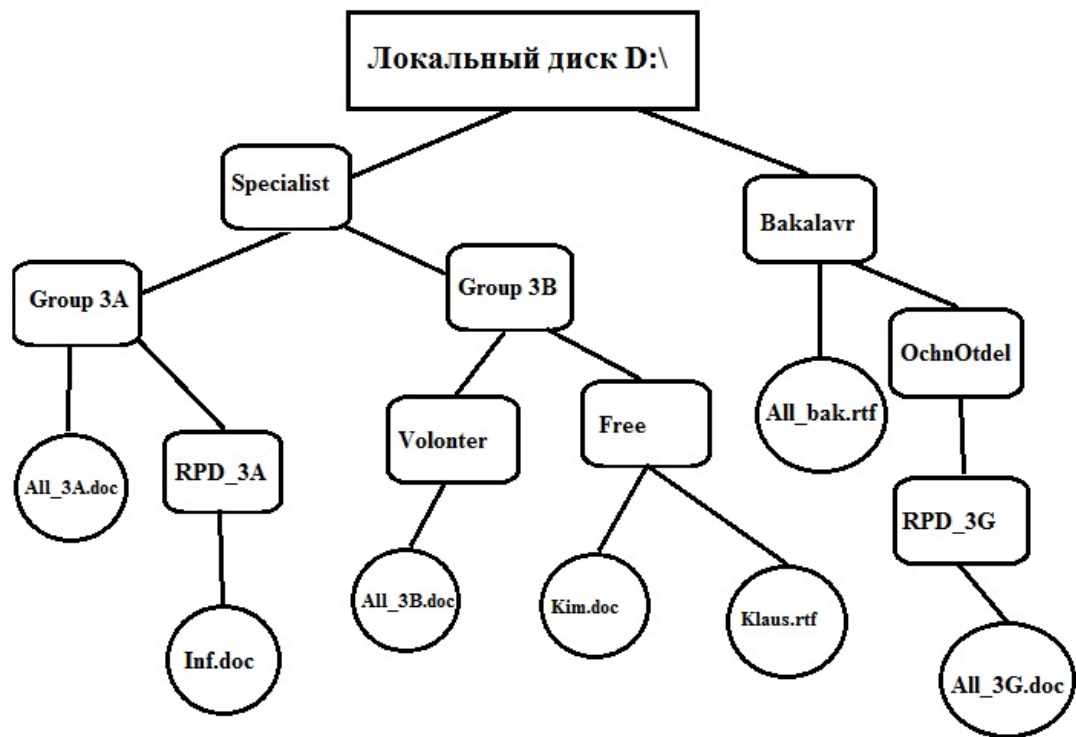 Локальный диск D:\
Specialist
Bakalavr
Group 3A
Group 3B
OchnOtdel
All_bak.rtf
Volonter
Free
RPD_3A
All_3A.doc
RPD_3G
All_3B.doc
Kim.doc
Klaus.rtf
Inf.doc
All_3G.doc